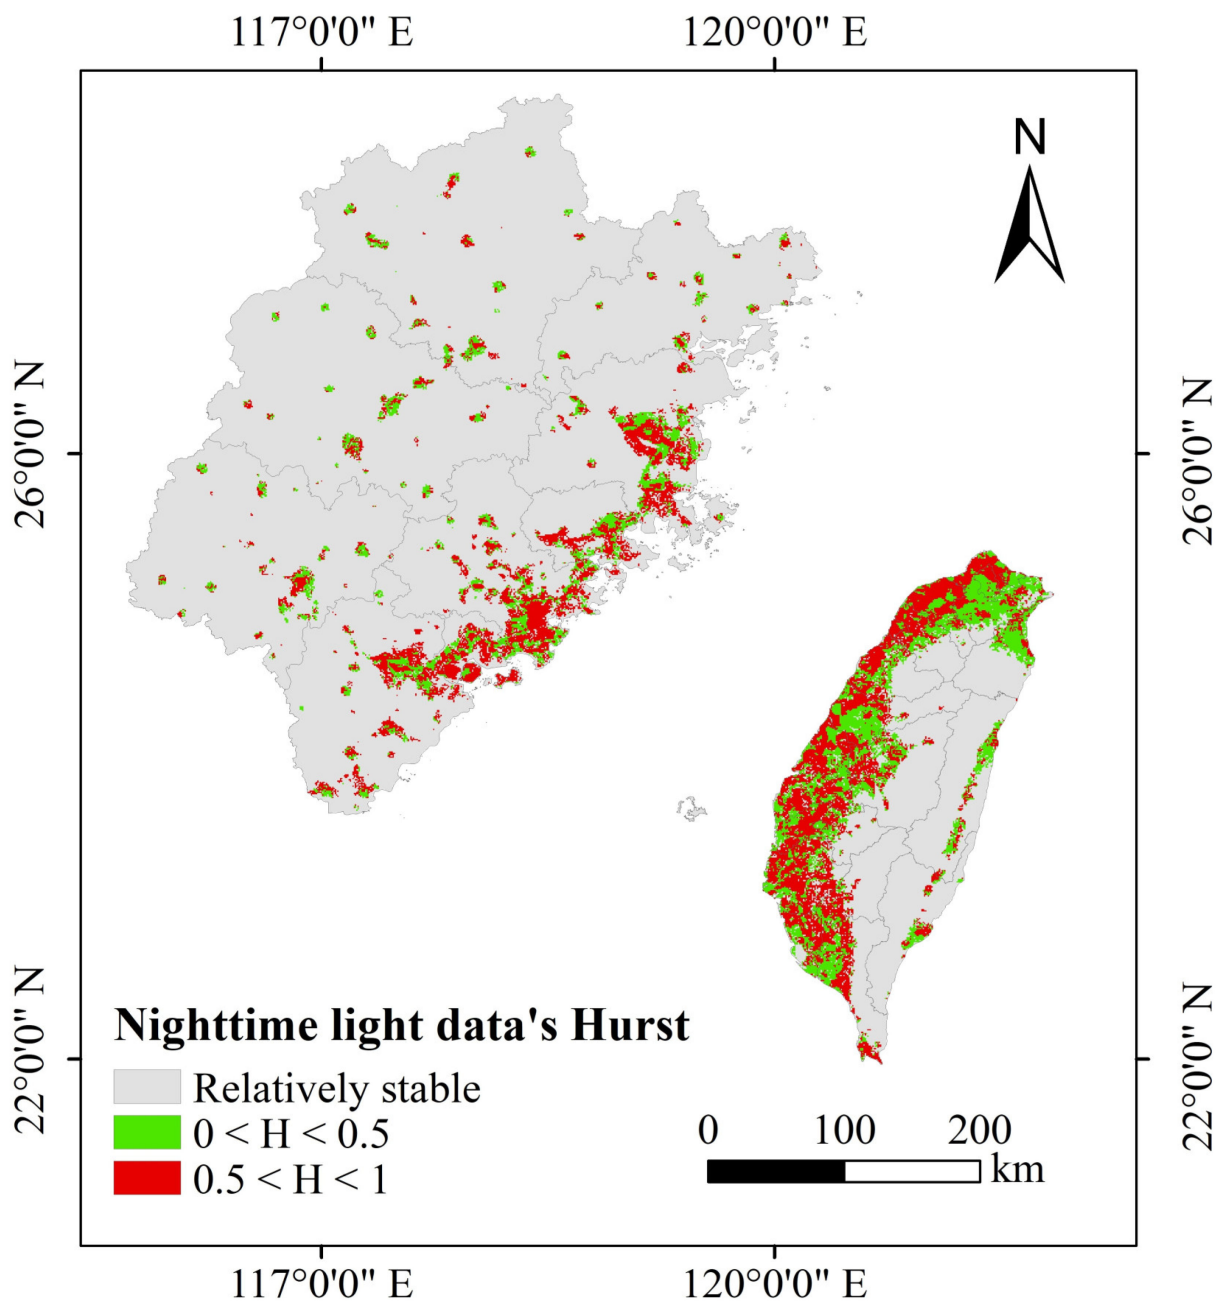 117°0'0" E
120°0'0" E
N
26°0'0" N
26°0'0" N
22°0'0" N
22°0'0" N
Nighttime light data's Hurst
Relatively stable
0 < H < 0.5
0.5 < H < 1
0 100 200
km
117°0'0" E
120°0'0" E